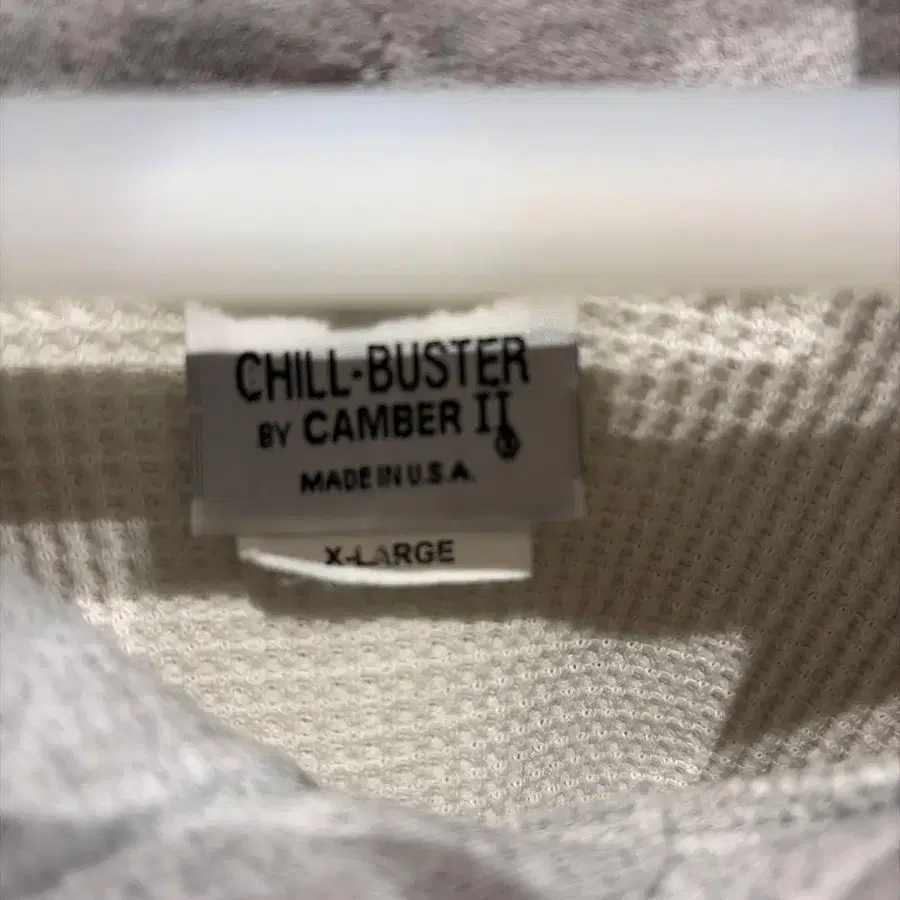 CHILL-BUSTER
BY CAMBER II
MADE IN U.S.A.
X-LARGE